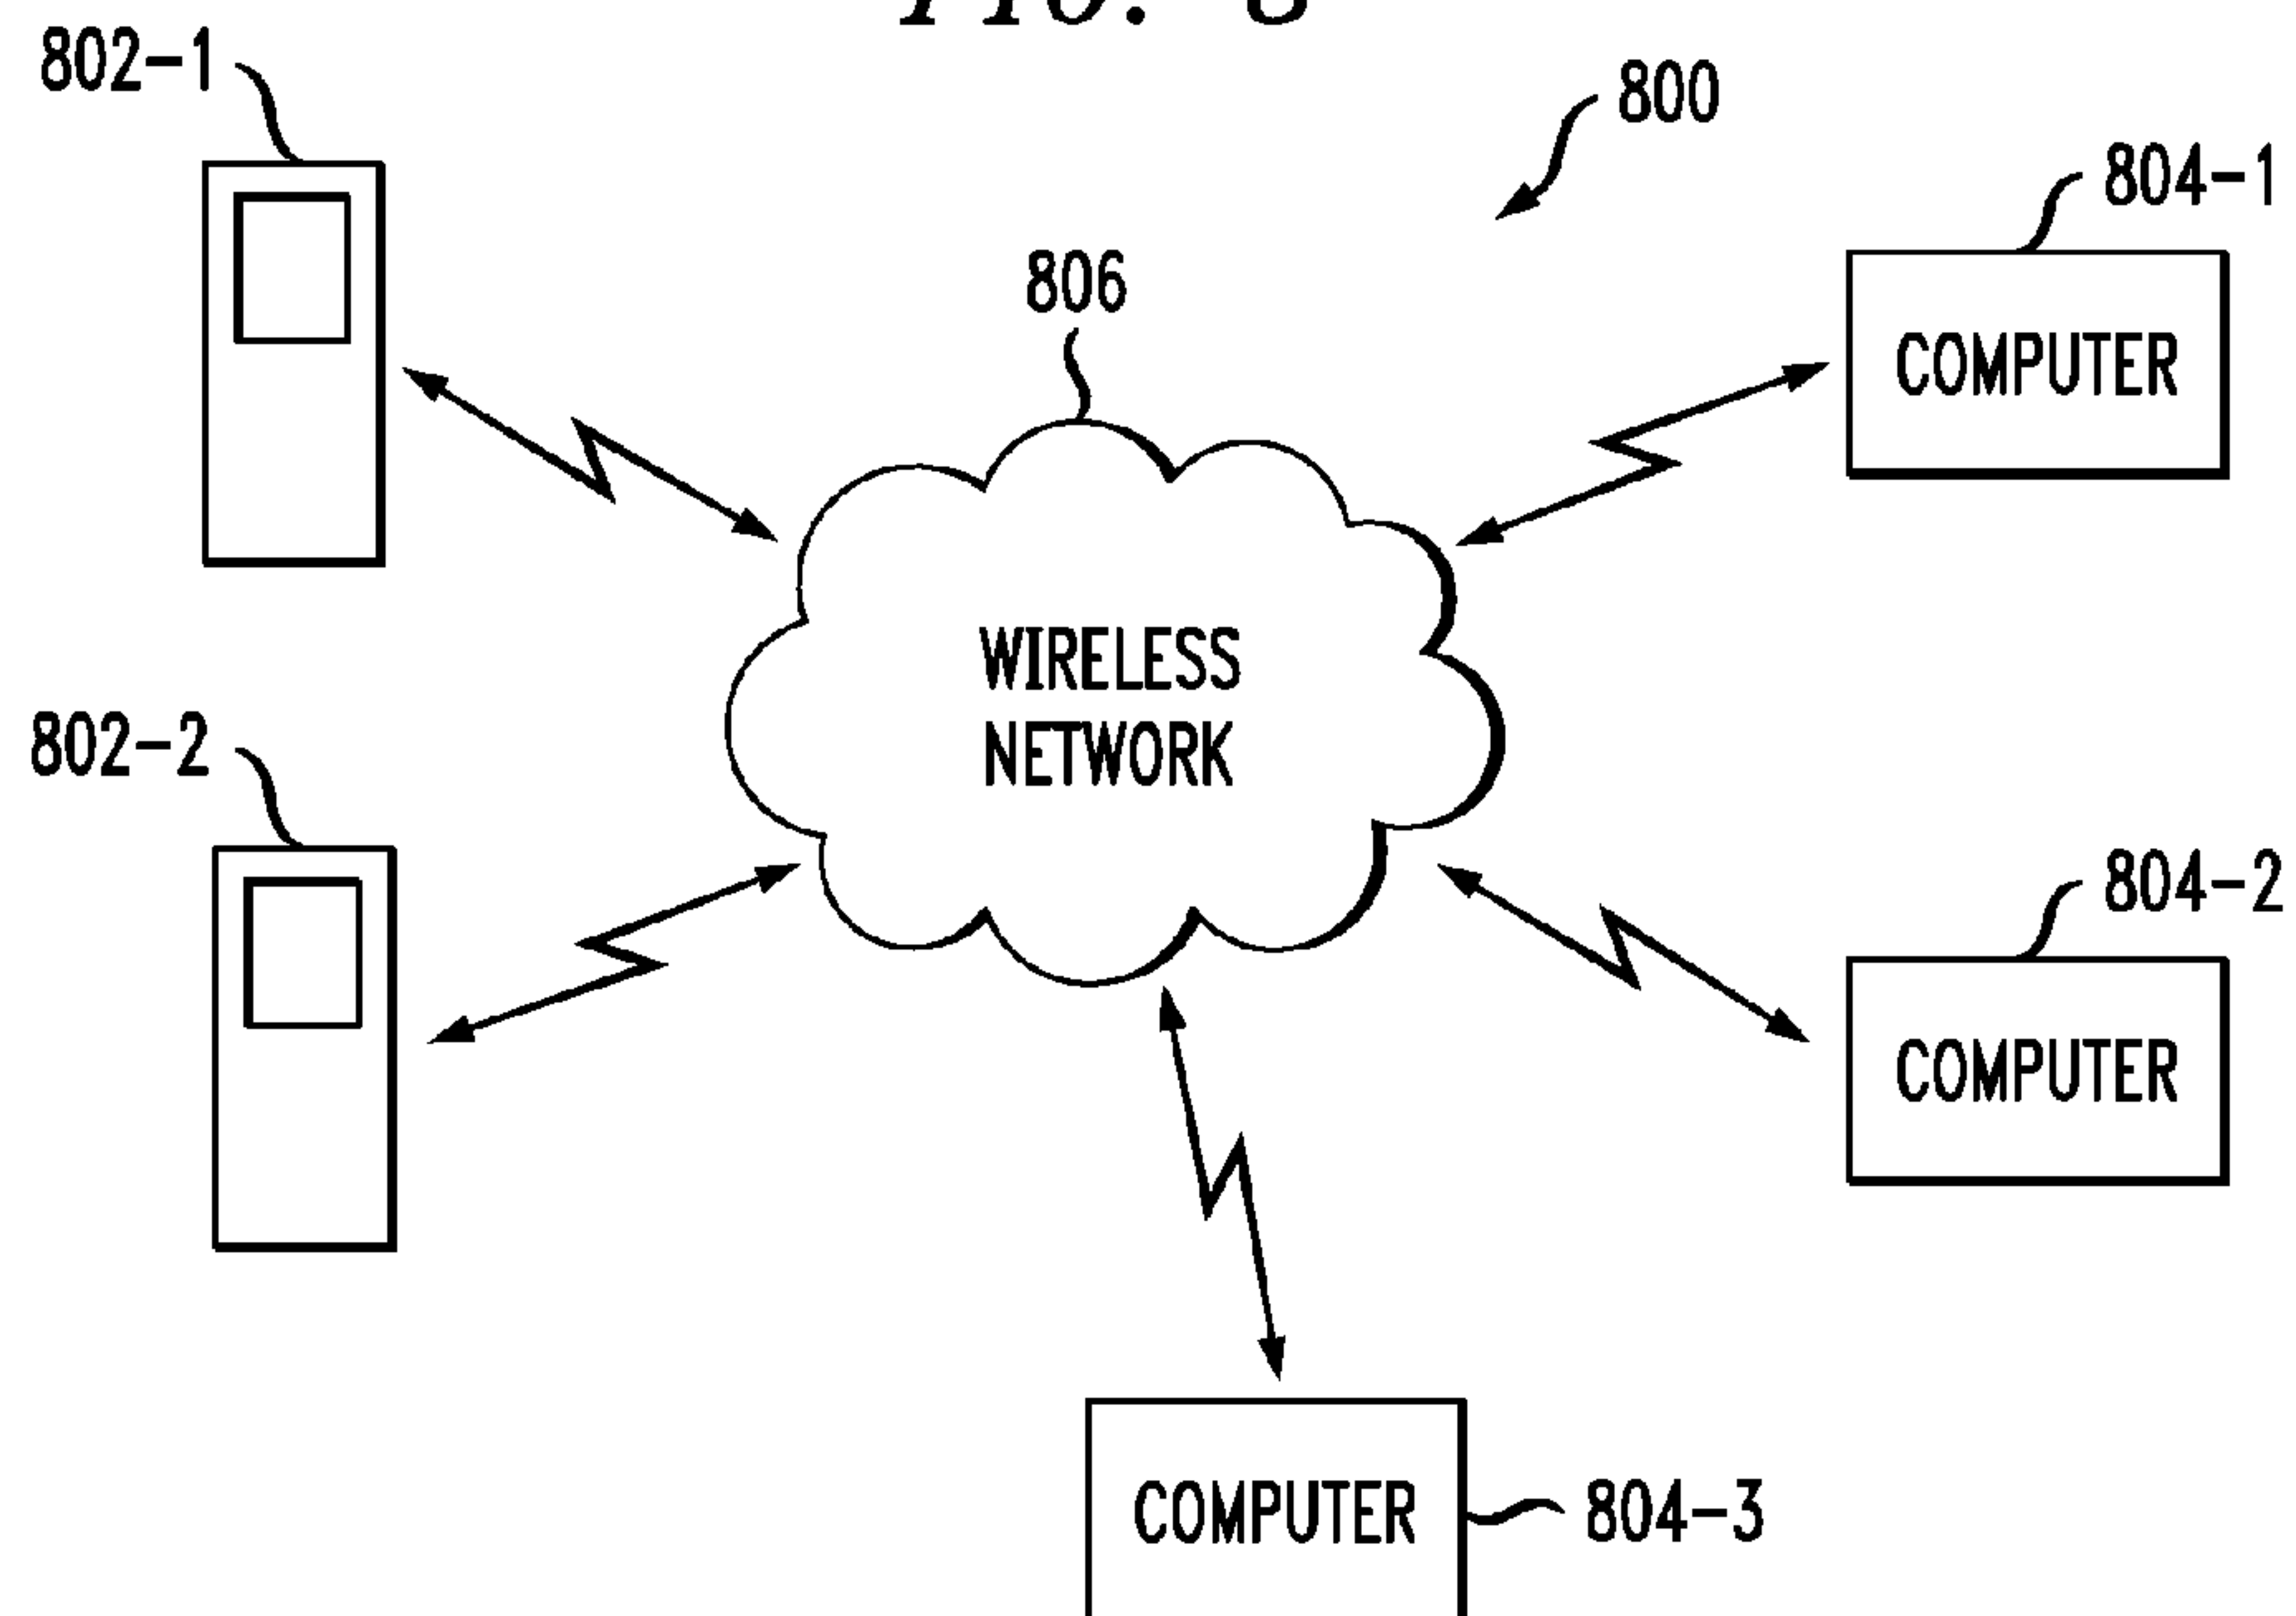 802-1
800
804-1
806
COMPUTER
WIRELESS
NETWORK
802-2
804-2
COMPUTER
COMPUTER
804-3